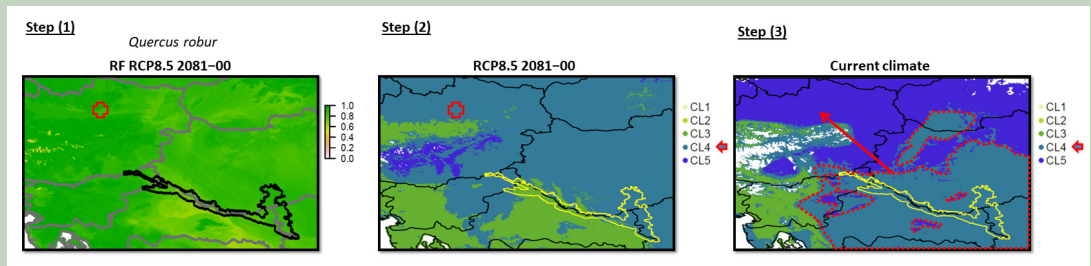 Step (1)
Quercus robur
RF RCP8.5 2081–00
1.0
0.8
0.6
0.4
0.2
0.0
Step (2)
RCP8.5 2081–00
CL1
CL2
CL3
CL4
CL5
Step (3)
Current climate
CL1
CL2
CL3
CL4
CL5